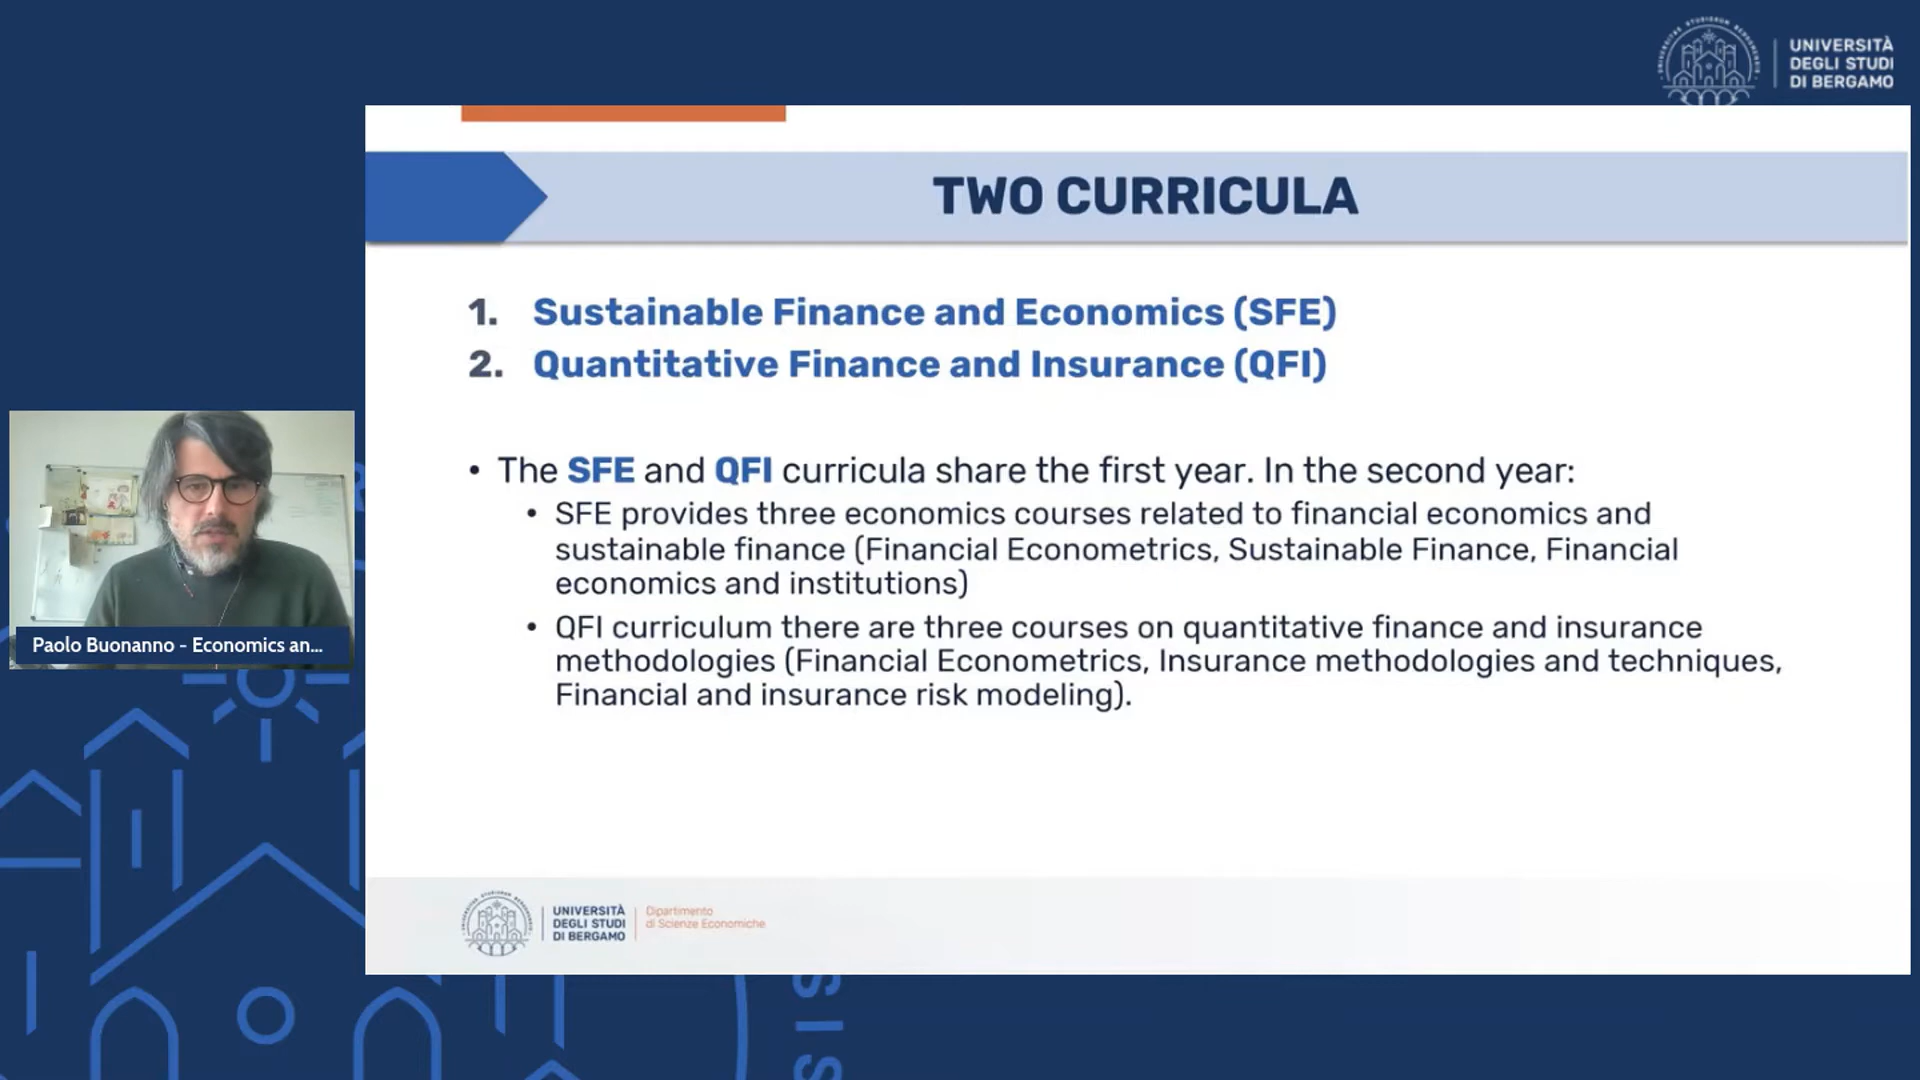 UNIVERSITÀ
DEGLI STUDI
DI BERGAMO
TWO CURRICULA
1. Sustainable Finance and Economics (SFE)
2. Quantitative Finance and Insurance (QFI)
• The SFE and QFI curricula share the first year. In the second year:
• SFE provides three economics courses related to financial economics and
sustainable finance (Financial Econometrics, Sustainable Finance, Financial
economics and institutions)
• QFI curriculum there are three courses on quantitative finance and insurance
methodologies (Financial Econometrics, Insurance methodologies and techniques,
Financial and insurance risk modeling).
Paolo Buonanno - Economics an...
UNIVERSITÀ
DEGLI STUDI
DI BERGAMO
Dipartimento
di Scienze Economiche
SIS